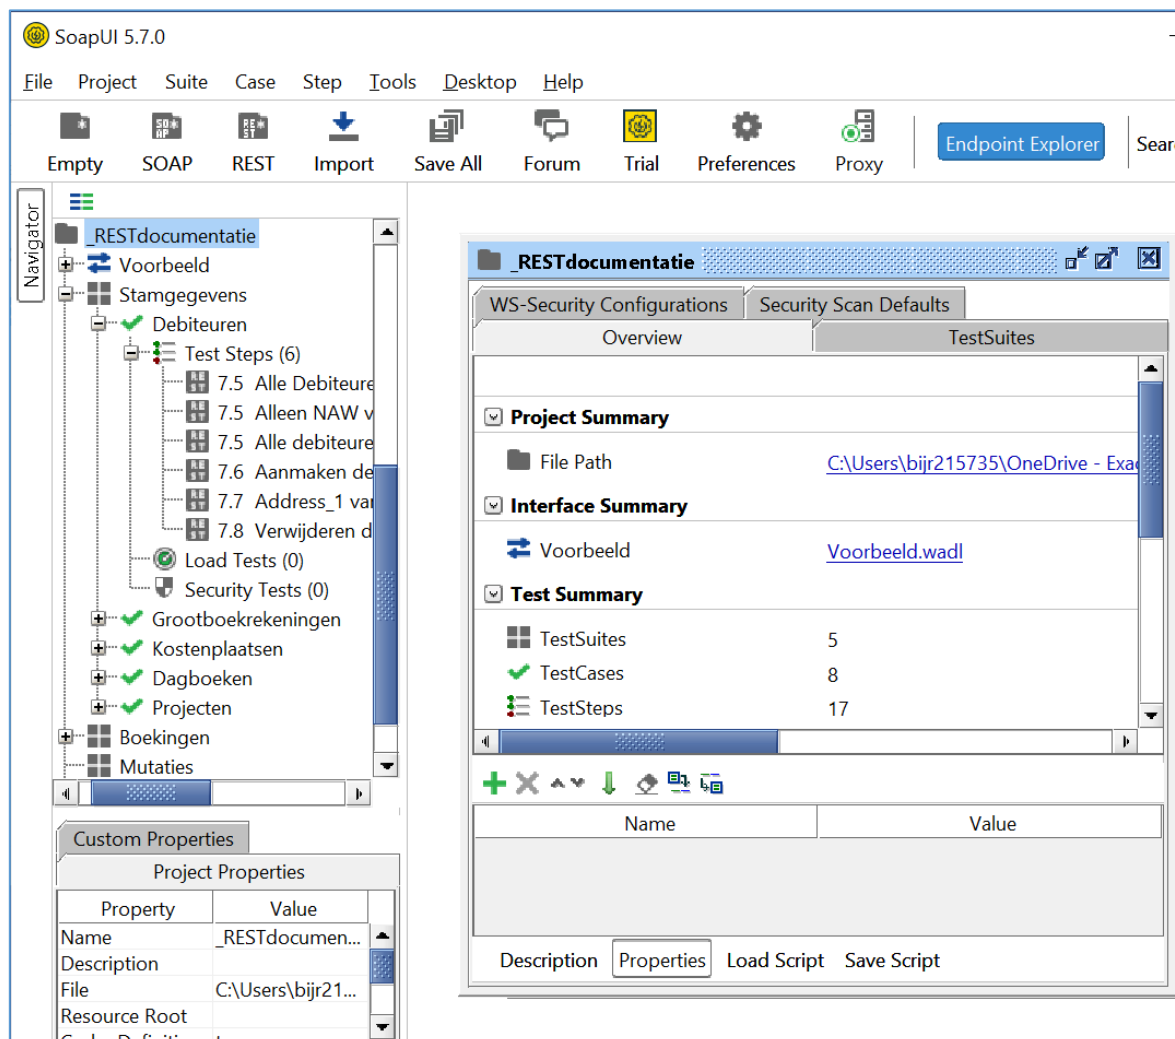 SoapUI 5.7.0
File Project Suite Case Step Tools Desktop Help
Empty SOAP REST Import Save All Forum Trial Preferences Proxy Endpoint Explorer
Navigator
_RESTdocumentatie
Voorbeeld
Stamgegevens
Debiteuren
Test Steps (6)
7.5 Alle Debiteure
7.5 Alleen NAW v
7.5 Alle debiteure
7.6 Aanmaken de
7.7 Address_1 va
7.8 Verwijderen d
Load Tests (0)
Security Tests (0)
Grootboekrekeningen
Kostenplaatsen
Dagboeken
Projecten
Boekingen
Mutaties
Custom Properties
Project Properties
Property Value
Name _RESTdocumen...
Description
File C:\Users\bijr21...
Resource Root
_RESTdocumentatie
WS-Security Configurations Security Scan Defaults
Overview TestSuites
Project Summary
File Path C:\Users\bijr215735\OneDrive - Exac
Interface Summary
Voorbeeld Voorbeeld.wadl
Test Summary
TestSuites 5
TestCases 8
TestSteps 17
Name Value
Description Properties Load Script Save Script